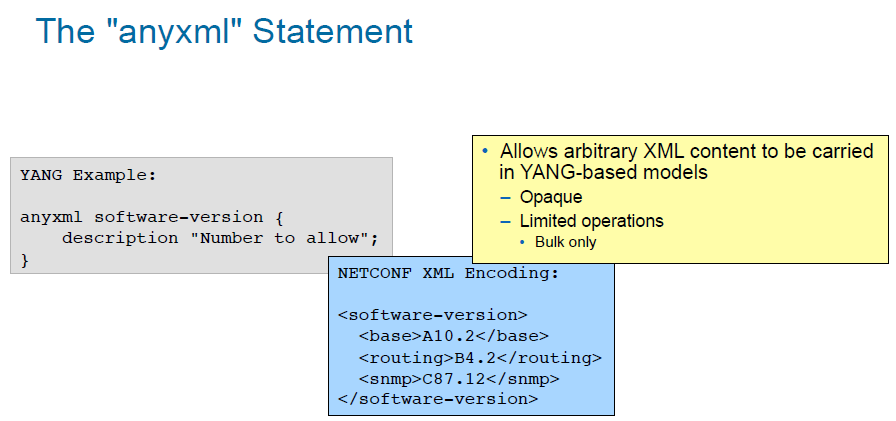 The "anyxml" Statement
YANG Example:
anyxml software-version {
description "Number to allow";
}
• Allows arbitrary XML content to be carried
in YANG-based models
– Opaque
– Limited operations
• Bulk only
NETCONF XML Encoding:
<software-version>
<base>A10.2</base>
<routing>B4.2</routing>
<snmp>C87.12</snmp>
</software-version>